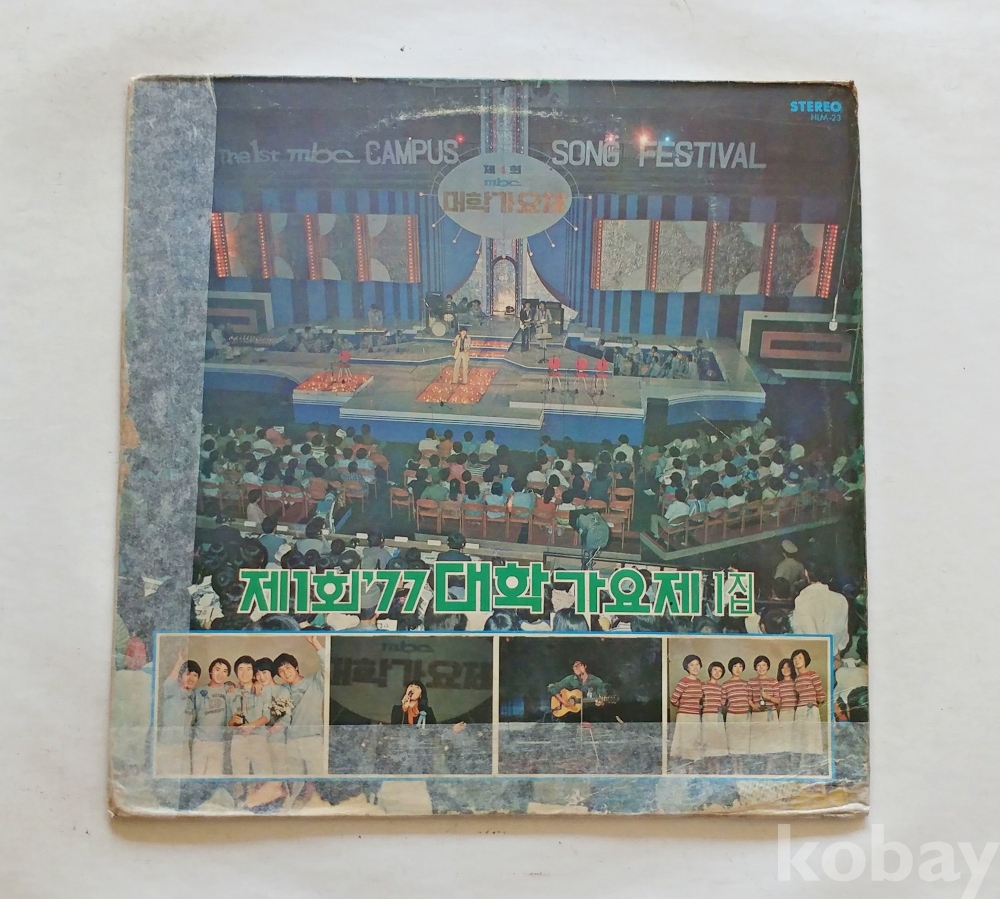 STEREO
HLM-23
The 1st mbc CAMPUS SONG FESTIVAL
제1회
mbc
대학가요제
제1회 '77 대학가요제 1집
mbc
대학가요제
kobay